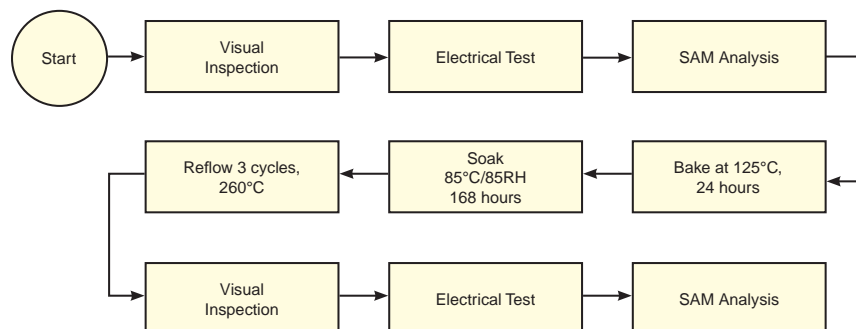 Start
Visual
Inspection
Electrical Test
SAM Analysis
Bake at 125°C,
24 hours
Soak
85°C/85RH
168 hours
Reflow 3 cycles,
260°C
Visual
Inspection
Electrical Test
SAM Analysis